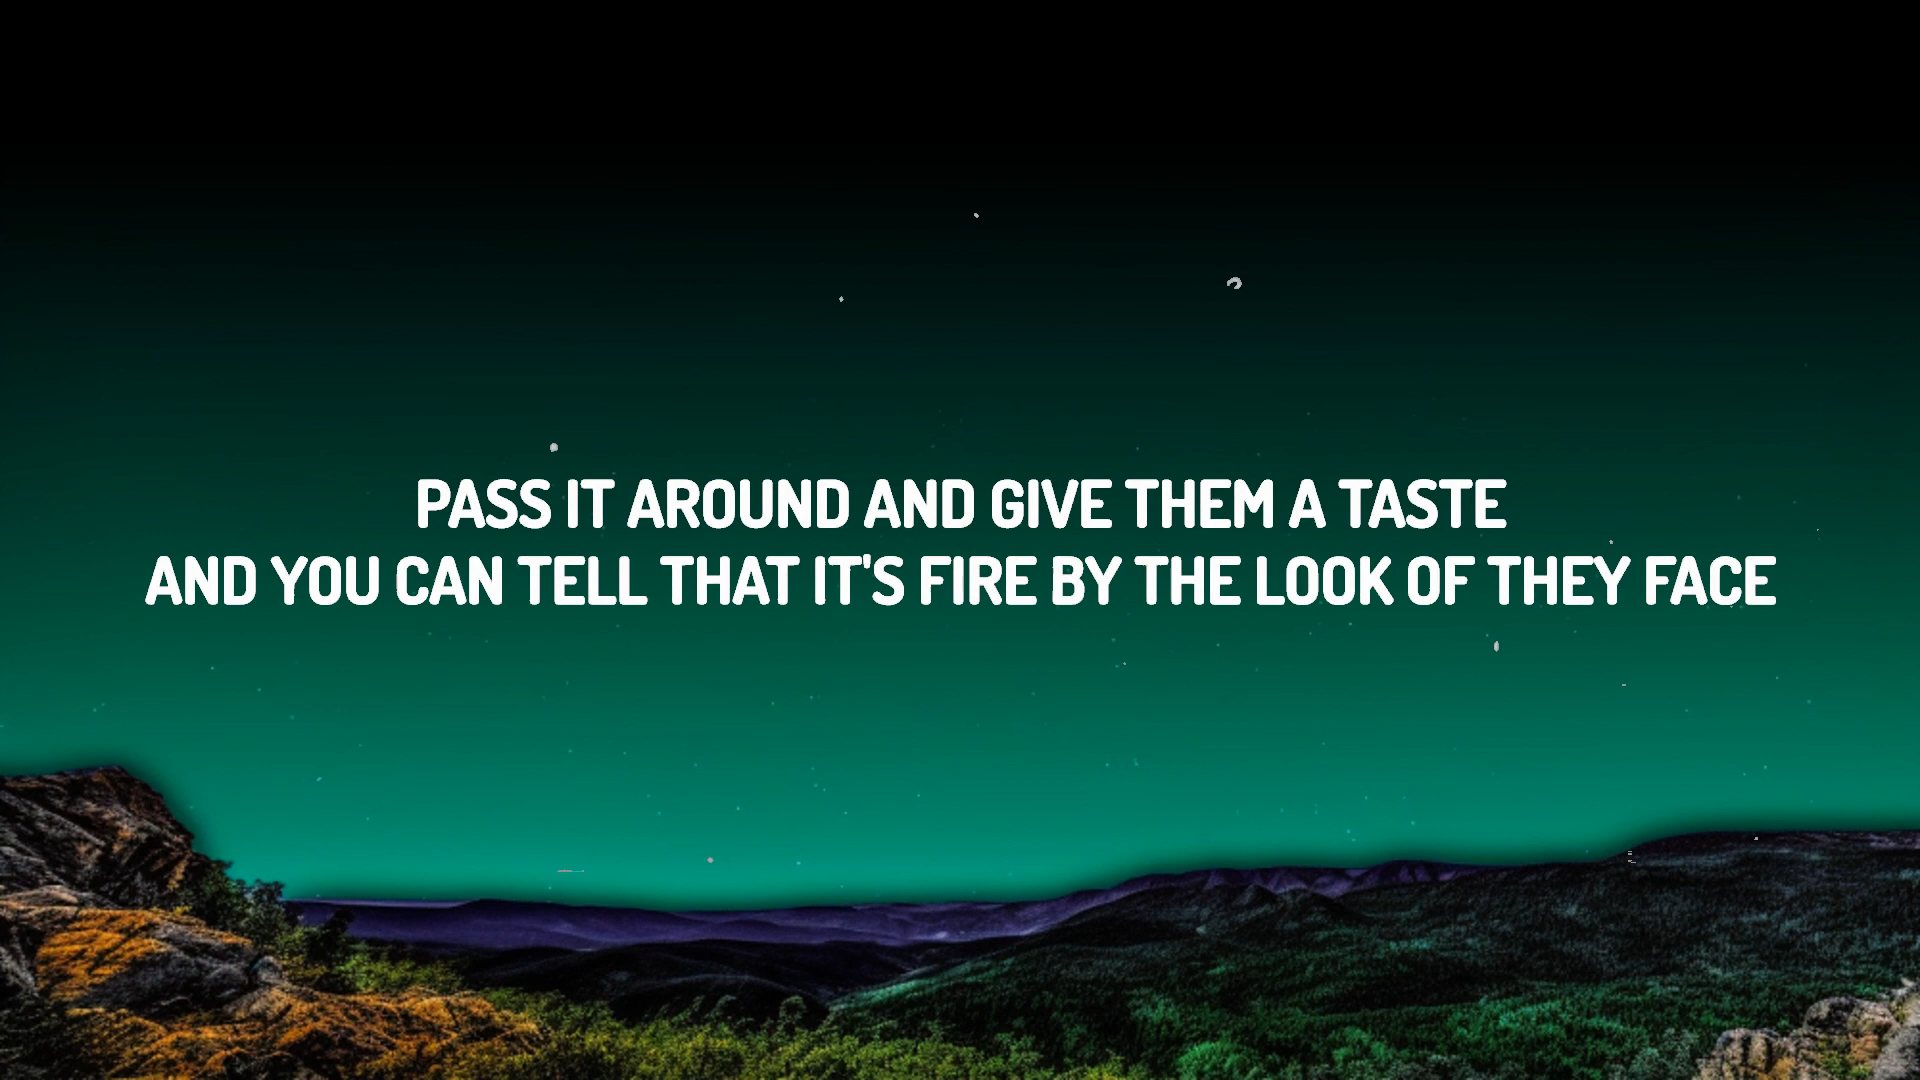 PASS IT AROUND AND GIVE THEM A TASTE
AND YOU CAN TELL THAT IT'S FIRE BY THE LOOK OF THEY FACE